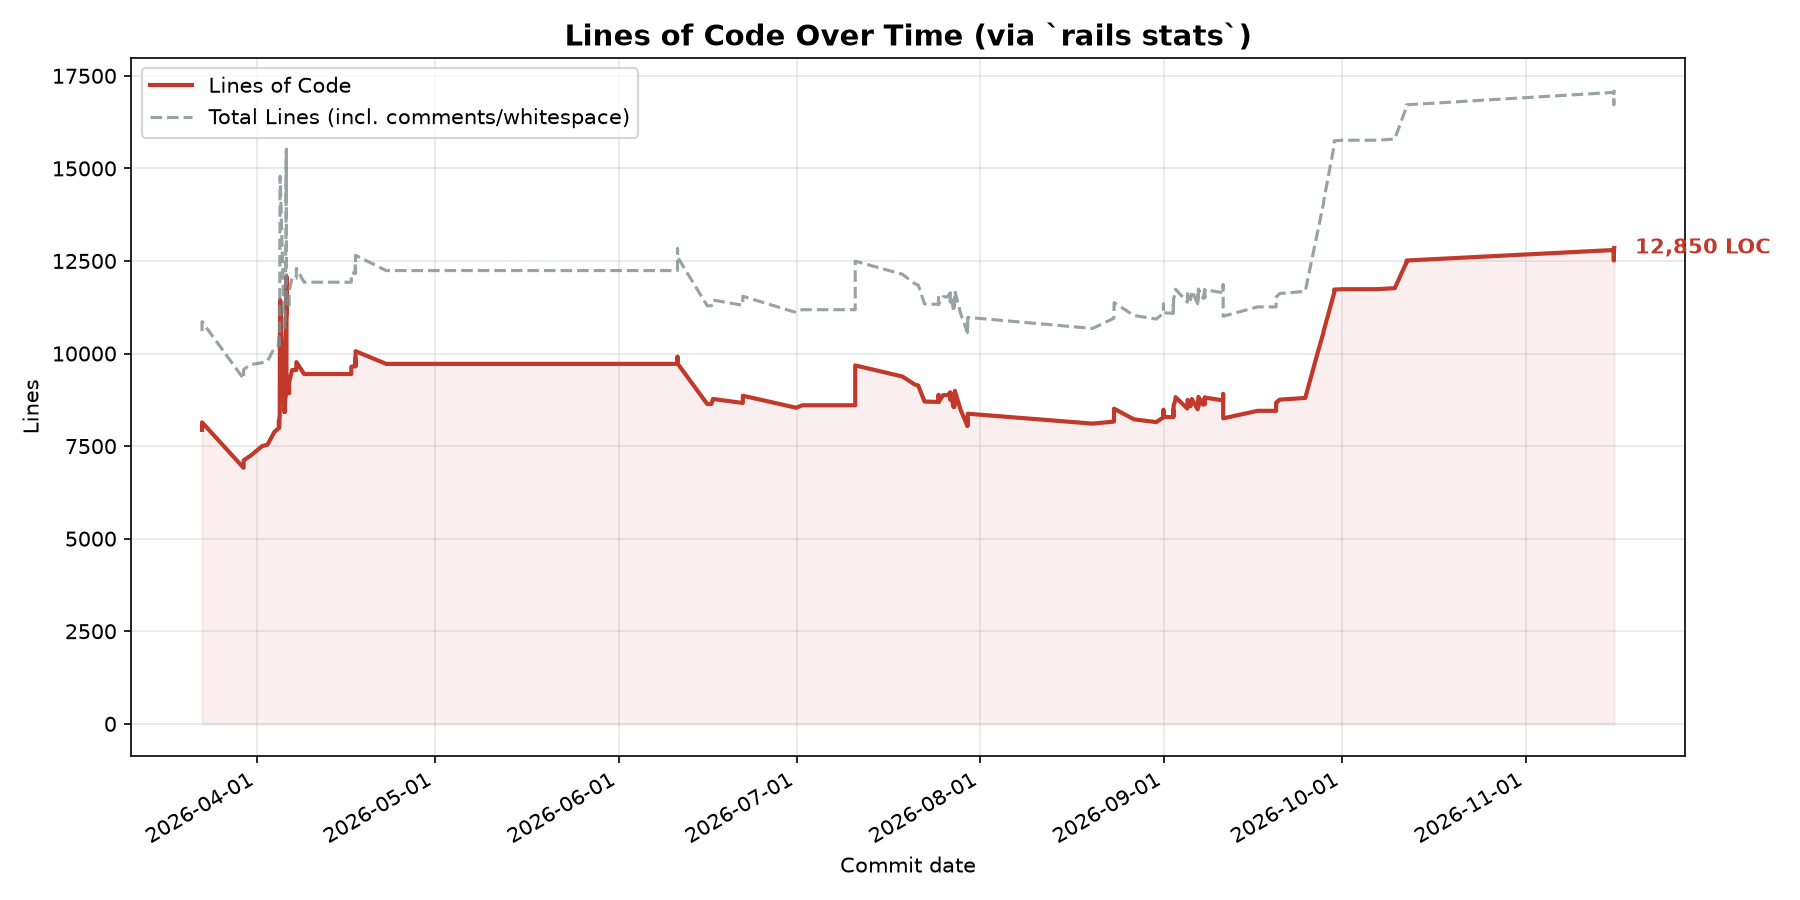 Lines of Code Over Time (via `rails stats`)
Lines of Code
Total Lines (incl. comments/whitespace)
17500
15000
12500
10000
7500
5000
2500
0
Lines
12,850 LOC
2026-04-01
2026-05-01
2026-06-01
2026-07-01
2026-08-01
2026-09-01
2026-10-01
2026-11-01
Commit date